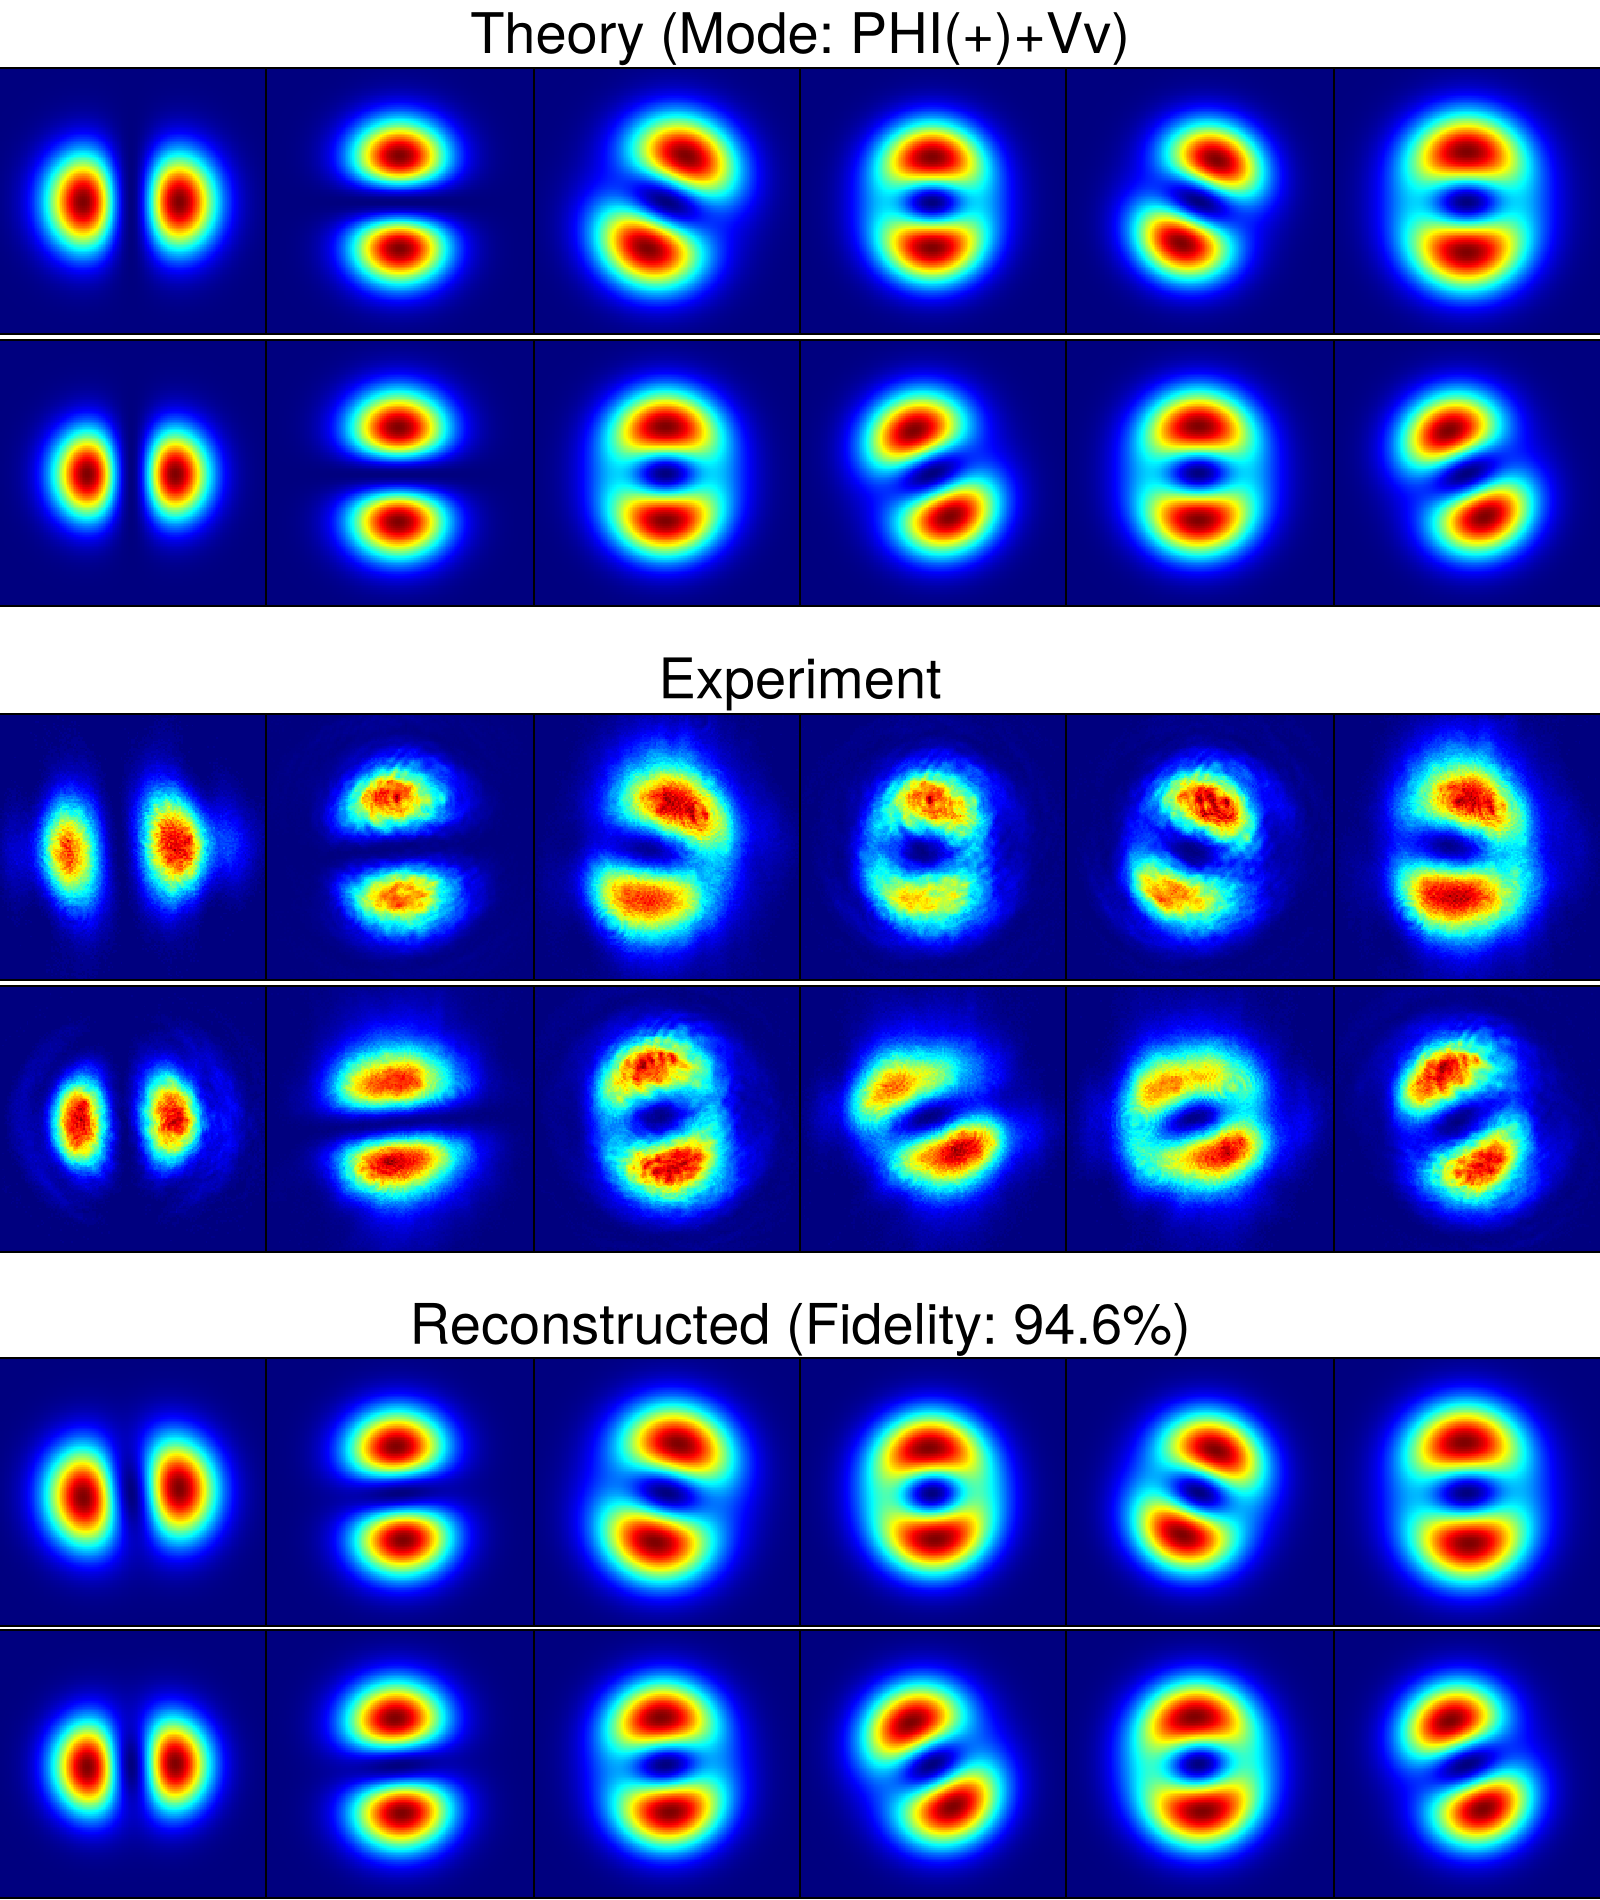 Theory (Mode: PHI(+)+Vv)
Experiment
Reconstructed (Fidelity: 94.6%)